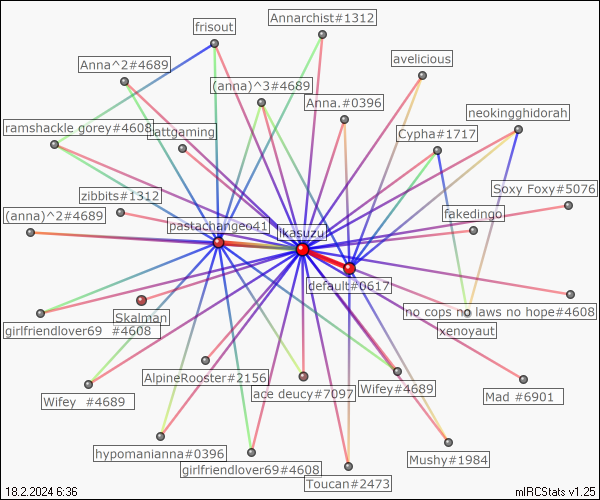 Annarchist#1312
frisout
avelicious
Anna^2#4689
(anna)^3#4689
Anna.#0396
neokingghidorah
ramshackle gorey#4608
attgaming
Cypha#1717
Soxy Foxy#5076
zibbits#1312
(anna)^2#4689
pastachangeo41
ikasuzu
fakedingo
default#0617
no cops no laws no hope#4608
Skalman
girlfriendlover69  #4608
xenoyaut
AlpineRooster#2156
ace deucy#7097
Wifey#4689
Mad #6901
Wifey  #4689
hypomanianna#0396
girlfriendlover69#4608
Mushy#1984
Toucan#2473
18.2.2024 6:36
mIRCStats v1.25